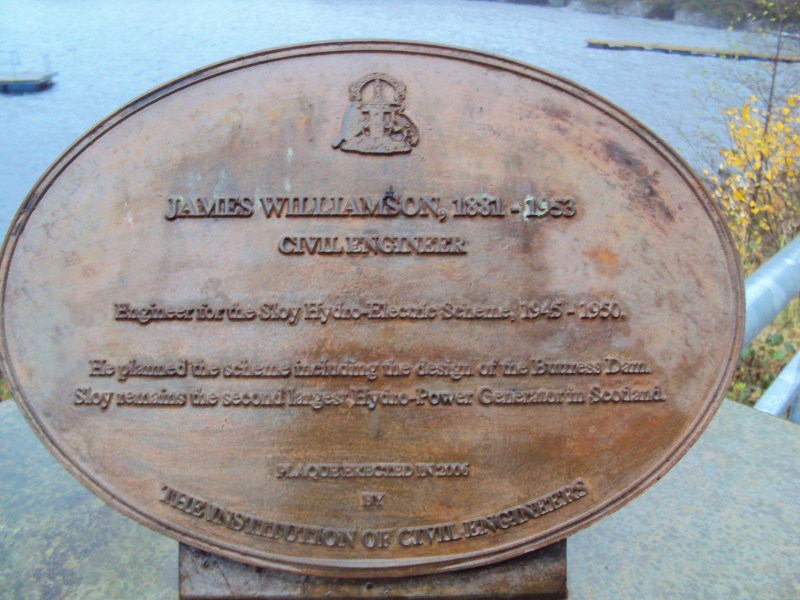 JAMES WILLIAMSON, 1881 - 1953
CIVIL ENGINEER
Engineer for the Sloy Hydro-Electric Scheme, 1945 - 1950.
He planned the scheme including the design of the Buttress Dam.
Sloy remains the second largest Hydro-Power Generator in Scotland.
PLAQUE ERECTED IN 2006
BY
THE INSTITUTION OF CIVIL ENGINEERS